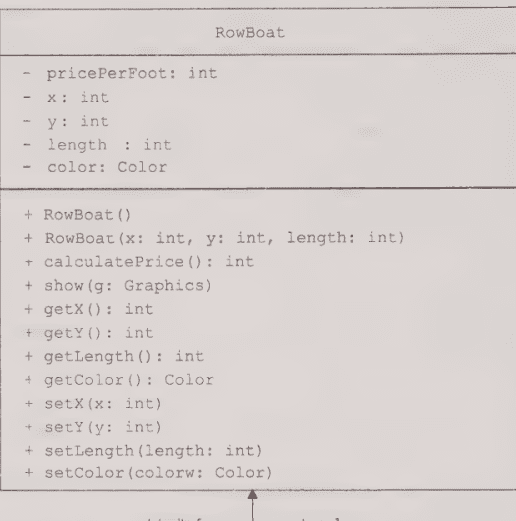 RowBoat
- pricePerFoot: int
- x: int
- y: int
- length : int
- color: Color
+ RowBoat()
+ RowBoat(x: int, y: int, length: int)
+ calculatePrice(): int
+ show(g: Graphics)
+ getX(): int
+ getY(): int
+ getLength(): int
+ getColor(): Color
+ setX(x: int)
+ setY(y: int)
+ setLength(length: int)
+ setColor(colorw: Color)